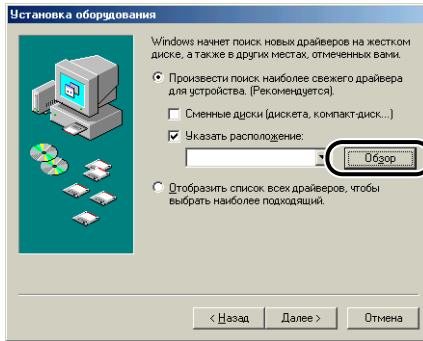 Установка оборудования
Windows начнет поиск новых драйверов на жестком
диске, а также в других местах, отмеченных вами.
Произвести поиск наиболее свежего драйвера
для устройства. (Рекомендуется).
Сменные диски (дискета, компакт-диск...)
Указать расположение:
Обзор
Отобразить список всех драйверов, чтобы
выбрать наиболее подходящий.
< Назад Далее > Отмена